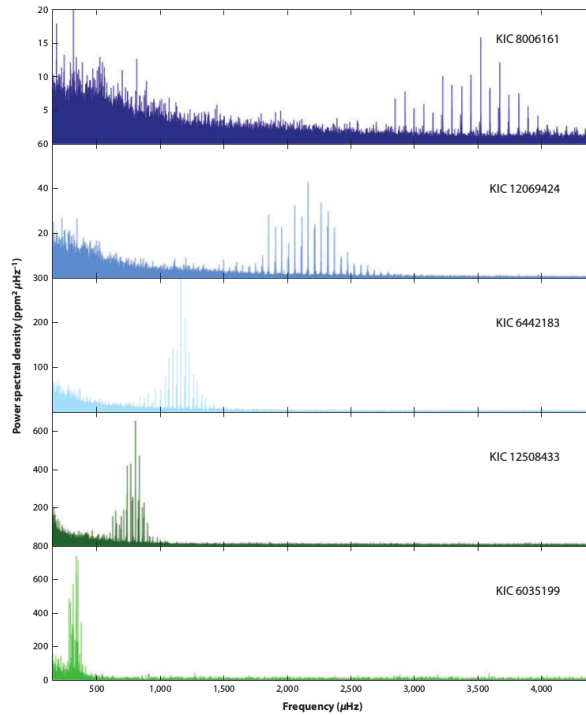 20
KIC 8006161
15
10
5
60
KIC 12069424
40
20
300
KIC 6442183
200
100
Power spectral density (ppm² μHz⁻¹)
KIC 12508433
600
400
200
800
KIC 6035199
600
400
200
0
500 1,000 1,500 2,000 2,500 3,000 3,500 4,000
Frequency (μHz)